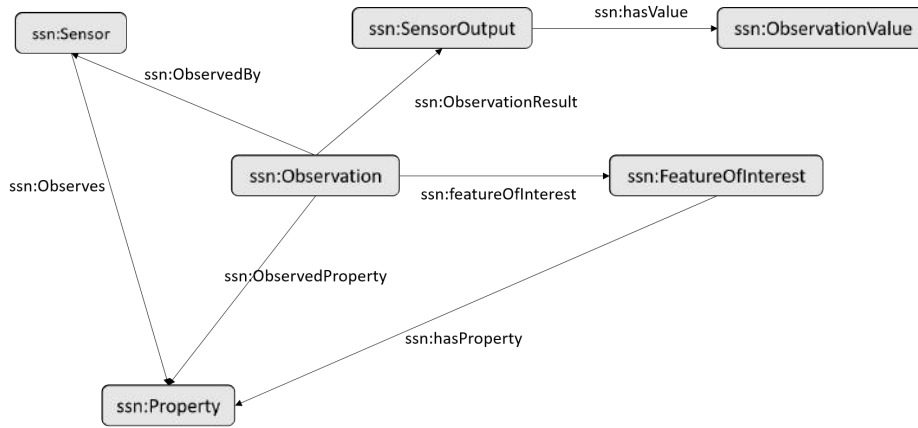 ssn:hasValue
ssn:Sensor
ssn:SensorOutput
ssn:ObservationValue
ssn:ObservedBy
ssn:ObservationResult
ssn:Observation
ssn:FeatureOfInterest
ssn:Observes
ssn:featureOfInterest
ssn:ObservedProperty
ssn:hasProperty
ssn:Property